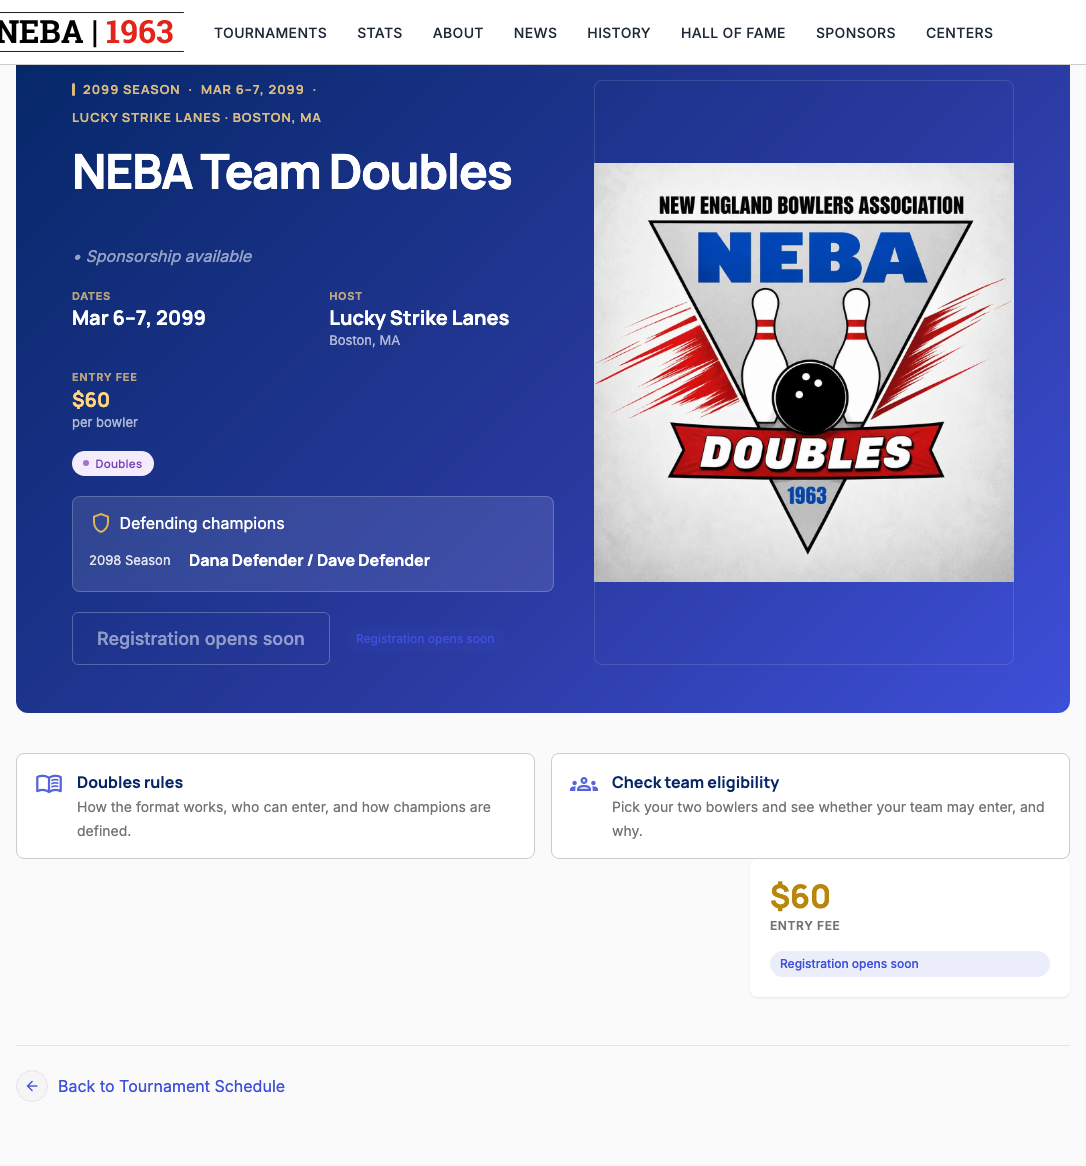 NEBA | 1963
TOURNAMENTS STATS ABOUT NEWS HISTORY HALL OF FAME SPONSORS CENTERS
2099 SEASON · MAR 6–7, 2099 ·
LUCKY STRIKE LANES · BOSTON, MA
NEBA Team Doubles
• Sponsorship available
DATES
Mar 6–7, 2099
HOST
Lucky Strike Lanes
Boston, MA
ENTRY FEE
$60
per bowler
Doubles
Defending champions
2098 Season Dana Defender / Dave Defender
Registration opens soon
Registration opens soon
NEW ENGLAND BOWLERS ASSOCIATION
NEBA
DOUBLES
1963
Doubles rules
How the format works, who can enter, and how champions are
defined.
Check team eligibility
Pick your two bowlers and see whether your team may enter, and
why.
$60
ENTRY FEE
Registration opens soon
Back to Tournament Schedule